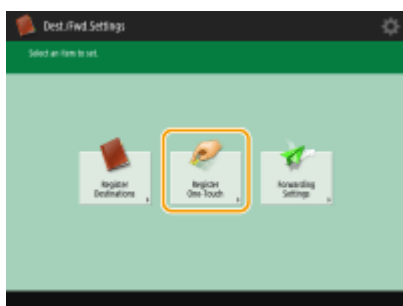 Dest./Fwd.Settings
Select an item to set.
Register
Destinations
Register
One-Touch
Forwarding
Settings